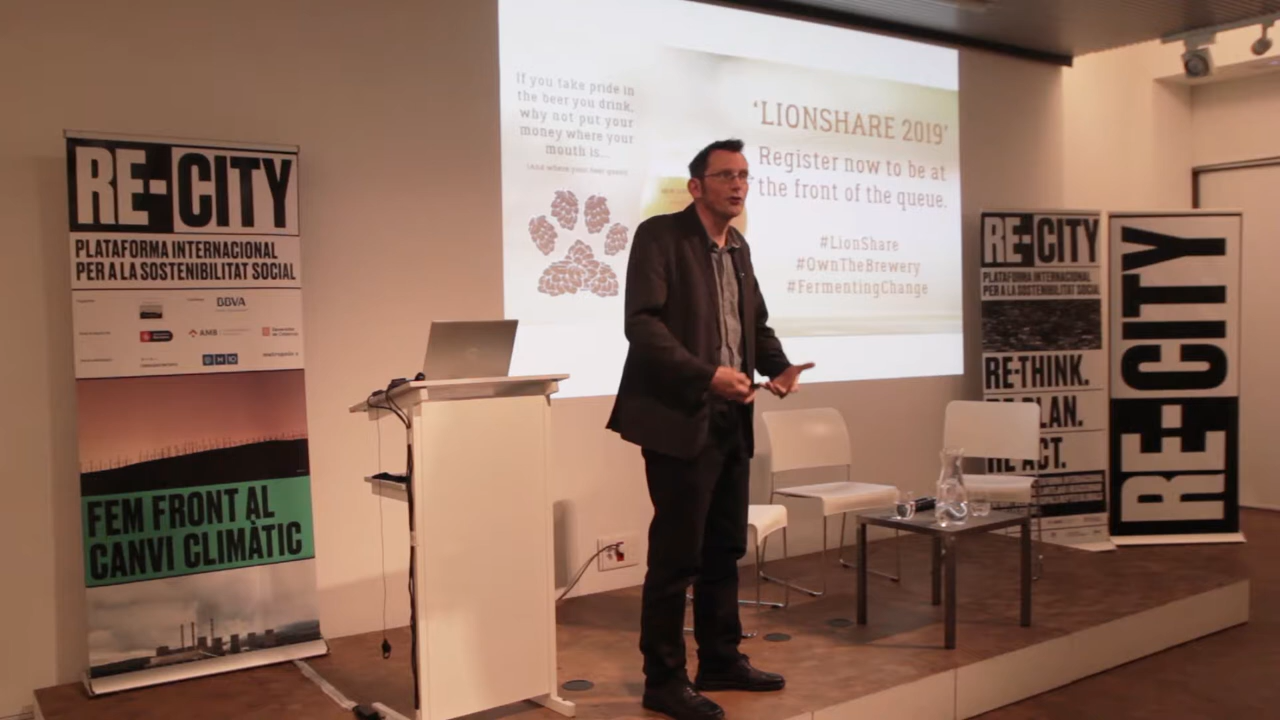 RE-CITY
PLATAFORMA INTERNACIONAL
PER A LA SOSTENIBILITAT SOCIAL
BBVA
AMB
FEM FRONT AL
CANVI CLIMÀTIC
If you take pride in
the beer you drink,
why not put your
money where your
mouth is...
'LIONSHARE 2019'
Register now to be at
the front of the queue.
#LionShare
#OwnTheBrewery
#FermentingChange
RE-CITY
PLATAFORMA INTERNACIONAL
PER A LA SOSTENIBILITAT SOCIAL
RE-THINK.
LAN.
ACT.
RE-CITY